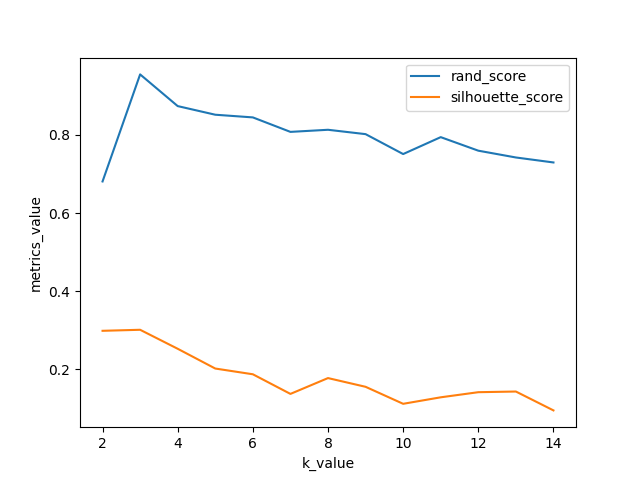 rand_score
silhouette_score
metrics_value
0.8
0.6
0.4
0.2
2 4 6 8 10 12 14
k_value